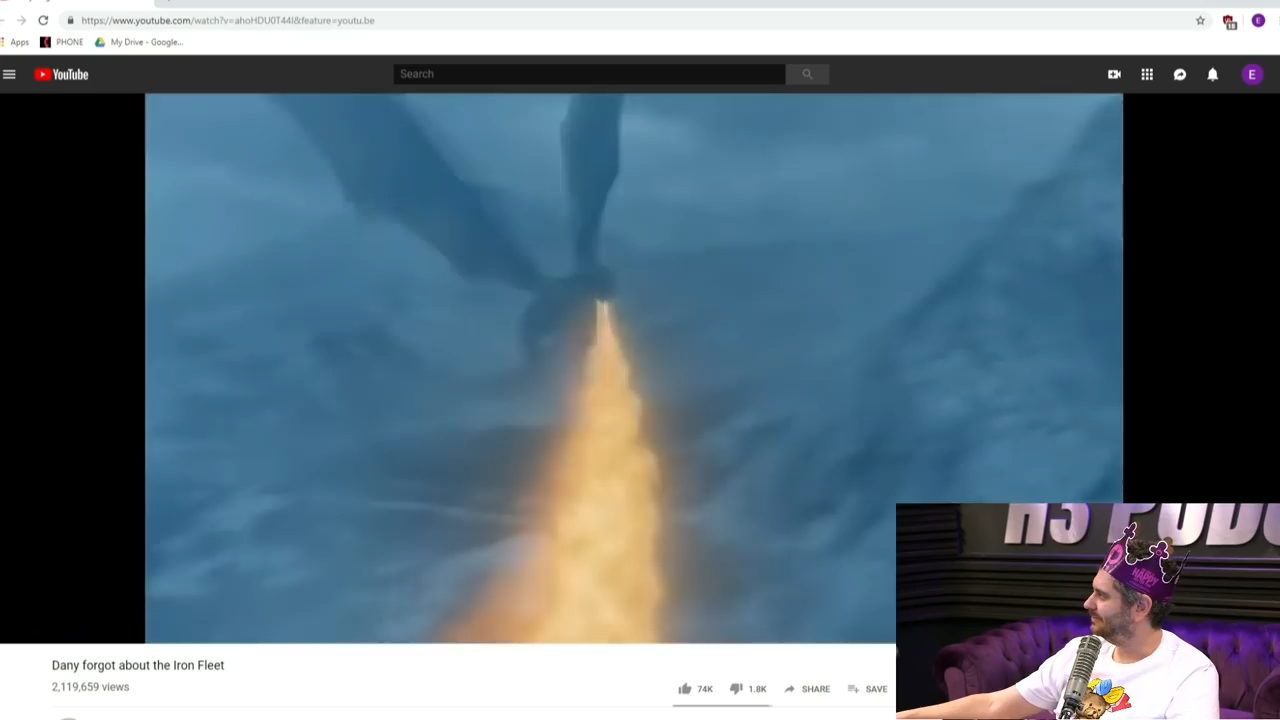 https://www.youtube.com/watch?v=ahoHDU0T44I&feature=youtu.be
Apps PHONE My Drive - Google...
YouTube
Search
E
Dany forgot about the Iron Fleet
2,119,659 views
74K 1.8K SHARE SAVE
H3 PODC
HAPPY